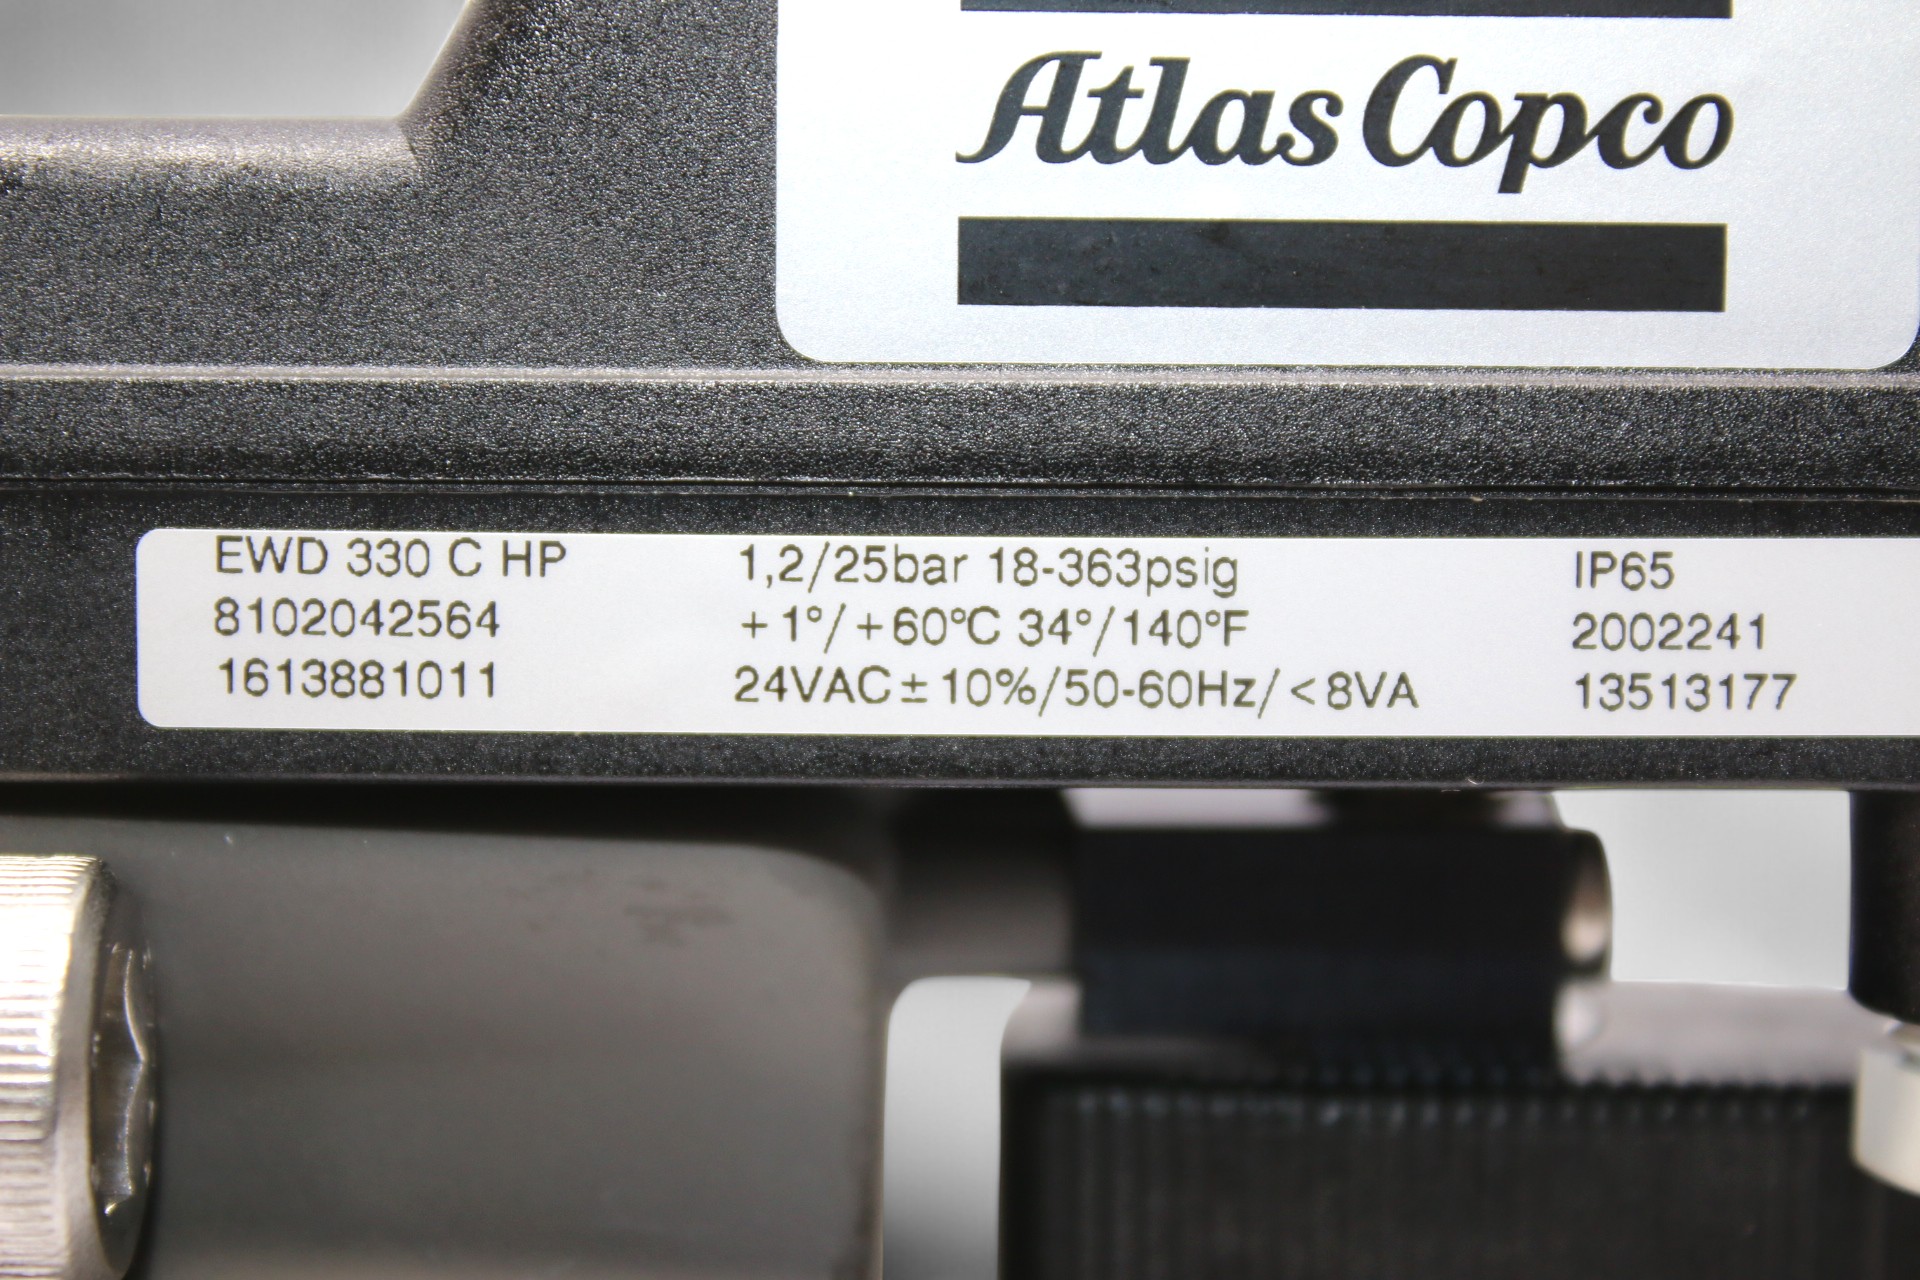 Atlas Copco
EWD 330 C HP
8102042564
1613881011
1,2/25bar 18-363psig
+1°/+60°C 34°/140°F
24VAC±10%/50-60Hz/<8VA
IP65
2002241
13513177